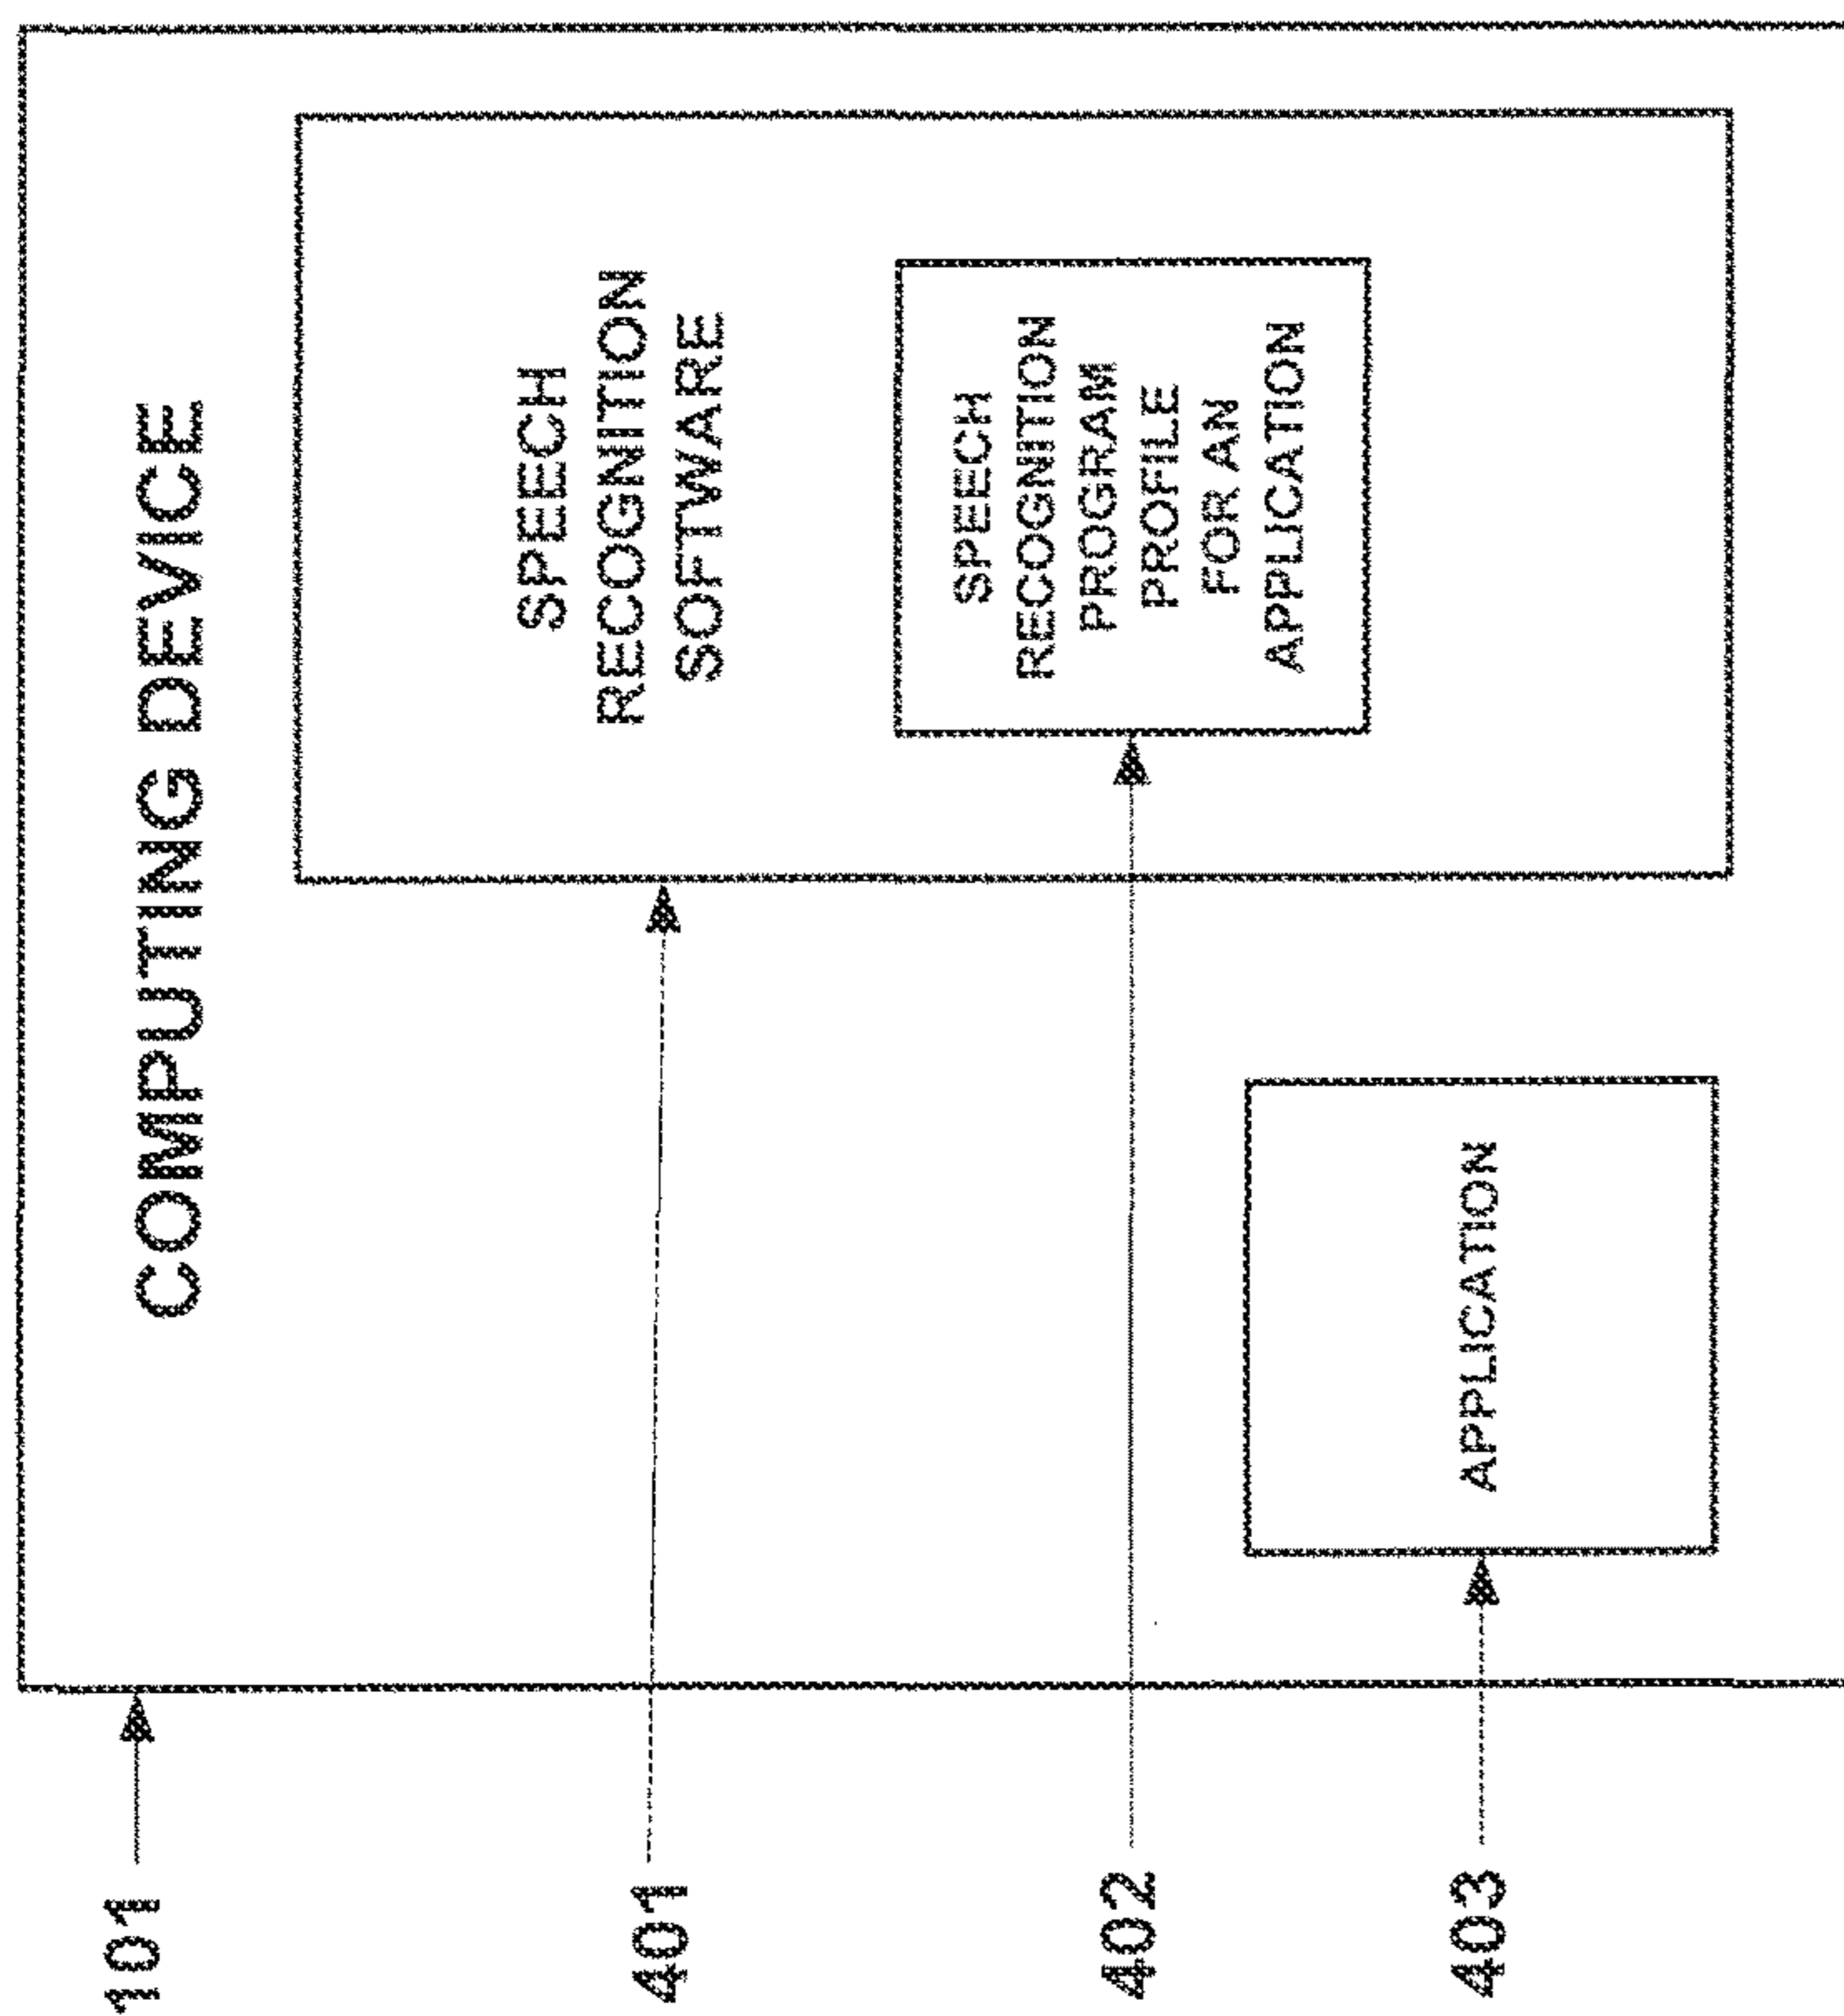 101
COMPUTING DEVICE
401
SPEECH
RECOGNITION
SOFTWARE
402
SPEECH
RECOGNITION
PROGRAM
PROFILE
FOR AN
APPLICATION
403
APPLICATION